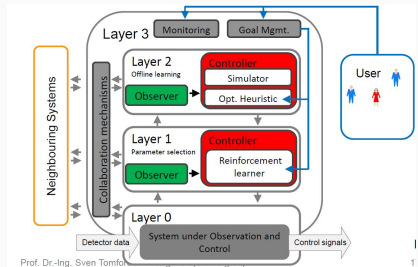 Layer 3
Monitoring
Goal Mgmt.
Neighbouring Systems
Collaboration mechanisms
Layer 2
Offline learning
Observer
Controller
Simulator
Opt. Heuristic
User
Layer 1
Parameter selection
Observer
Controller
Reinforcement
learner
Layer 0
Detector data
System under Observation and
Control
Control signals
Prof. Dr.-Ing. Sven Tomford